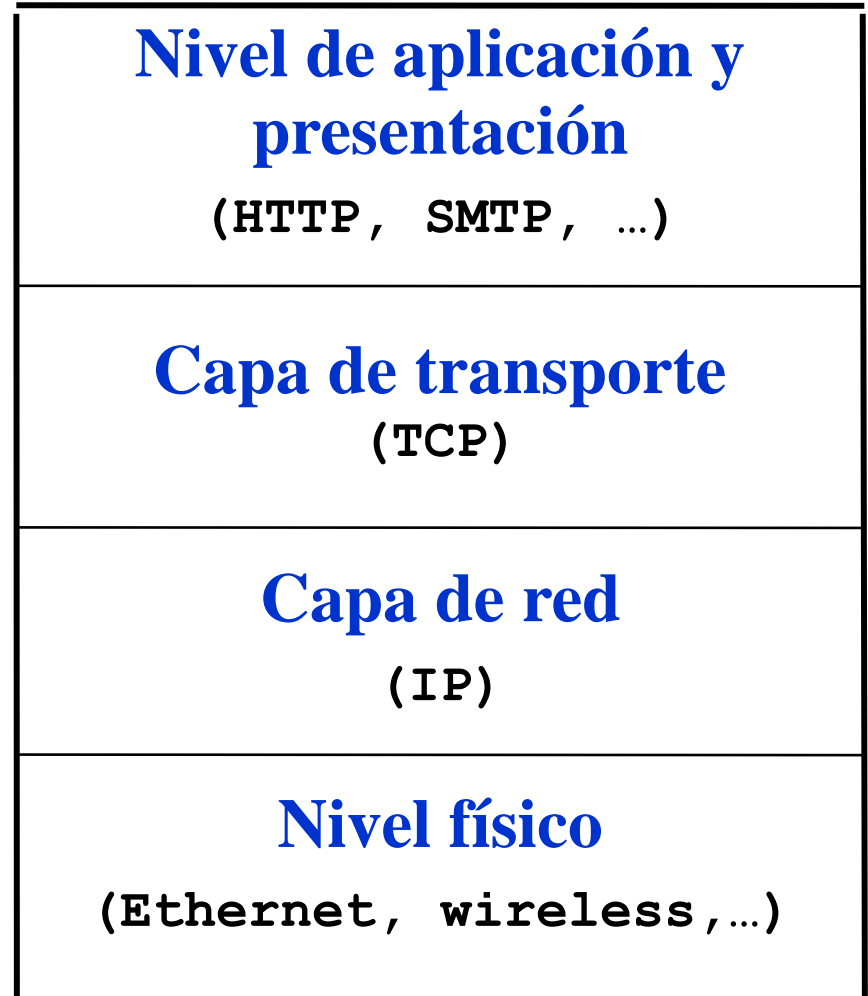 Nivel de aplicación y
presentación
(HTTP, SMTP, …)
Capa de transporte
(TCP)
Capa de red
(IP)
Nivel físico
(Ethernet, wireless,…)